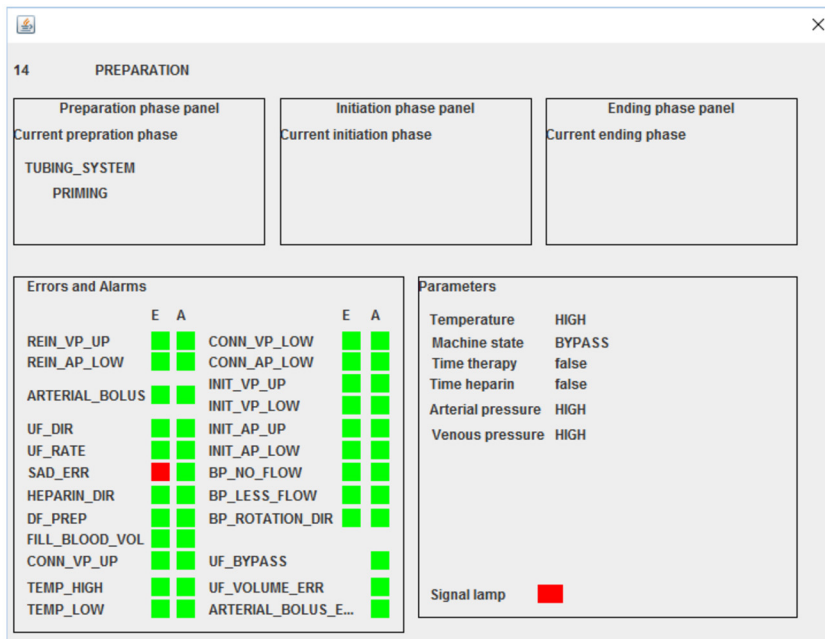 14 PREPARATION
Preparation phase panel
Current prepration phase
TUBING_SYSTEM
PRIMING
Initiation phase panel
Current initiation phase
Ending phase panel
Current ending phase
Errors and Alarms
E A E A
REIN_VP_UP CONN_VP_LOW
REIN_AP_LOW CONN_AP_LOW
INIT_VP_UP
ARTERIAL_BOLUS
INIT_VP_LOW
UF_DIR INIT_AP_UP
UF_RATE INIT_AP_LOW
SAD_ERR BP_NO_FLOW
HEPARIN_DIR BP_LESS_FLOW
DF_PREP BP_ROTATION_DIR
FILL_BLOOD_VOL
CONN_VP_UP UF_BYPASS
TEMP_HIGH UF_VOLUME_ERR
TEMP_LOW ARTERIAL_BOLUS_E...
Parameters
Temperature HIGH
Machine state BYPASS
Time therapy false
Time heparin false
Arterial pressure HIGH
Venous pressure HIGH
Signal lamp